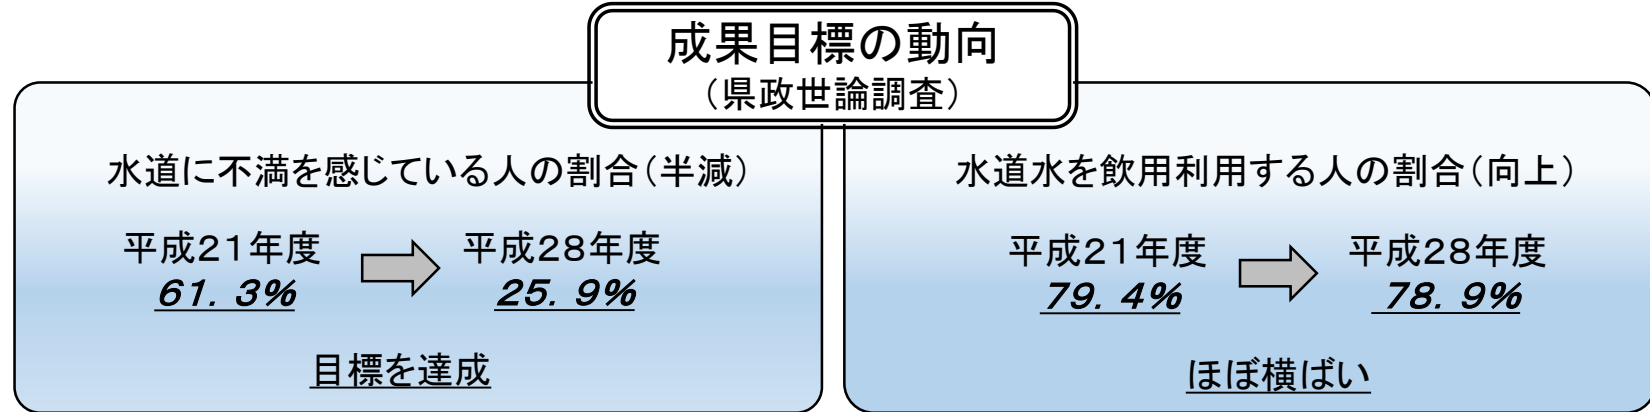 成果目標の動向
（県政世論調査）
水道に不満を感じている人の割合（半減）
平成２１年度
平成２８年度
６１．３％
２５．９％
目標を達成
水道水を飲用利用する人の割合（向上）
平成２１年度
平成２８年度
７９．４％
７８．９％
ほぼ横ばい